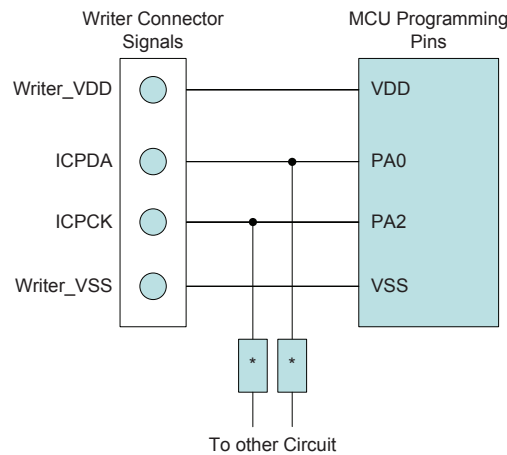 Writer Connector
Signals
MCU Programming
Pins
Writer_VDD
VDD
ICPDA
PA0
ICPCK
PA2
Writer_VSS
VSS
* *
To other Circuit